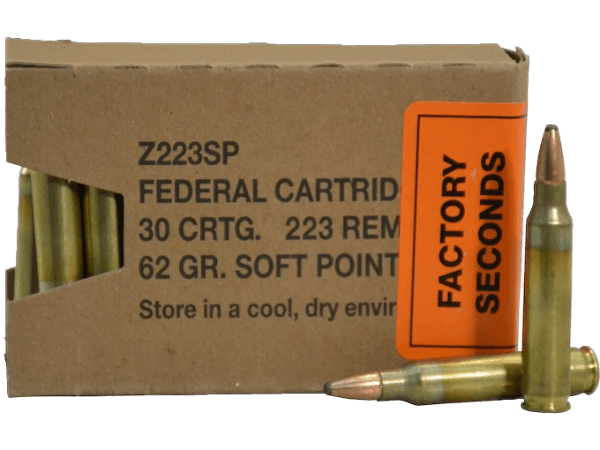 Z223SP
FEDERAL CARTRID
30 CRTG. 223 REM
62 GR. SOFT POINT
Store in a cool, dry envir
FACTORY
SECONDS